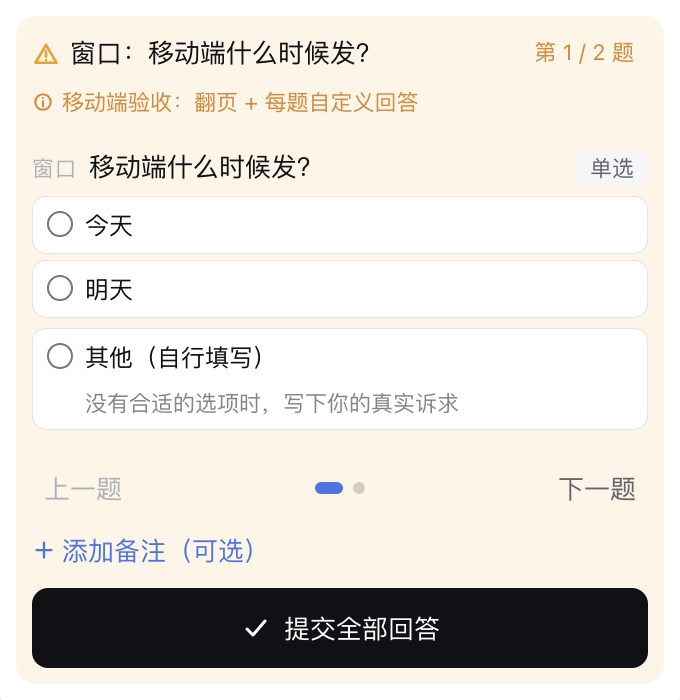 窗口：移动端什么时候发？
第 1 / 2 题
移动端验收：翻页 + 每题自定义回答
窗口 移动端什么时候发？
单选
今天
明天
其他（自行填写）
没有合适的选项时，写下你的真实诉求
上一题
下一题
+ 添加备注（可选）
提交全部回答